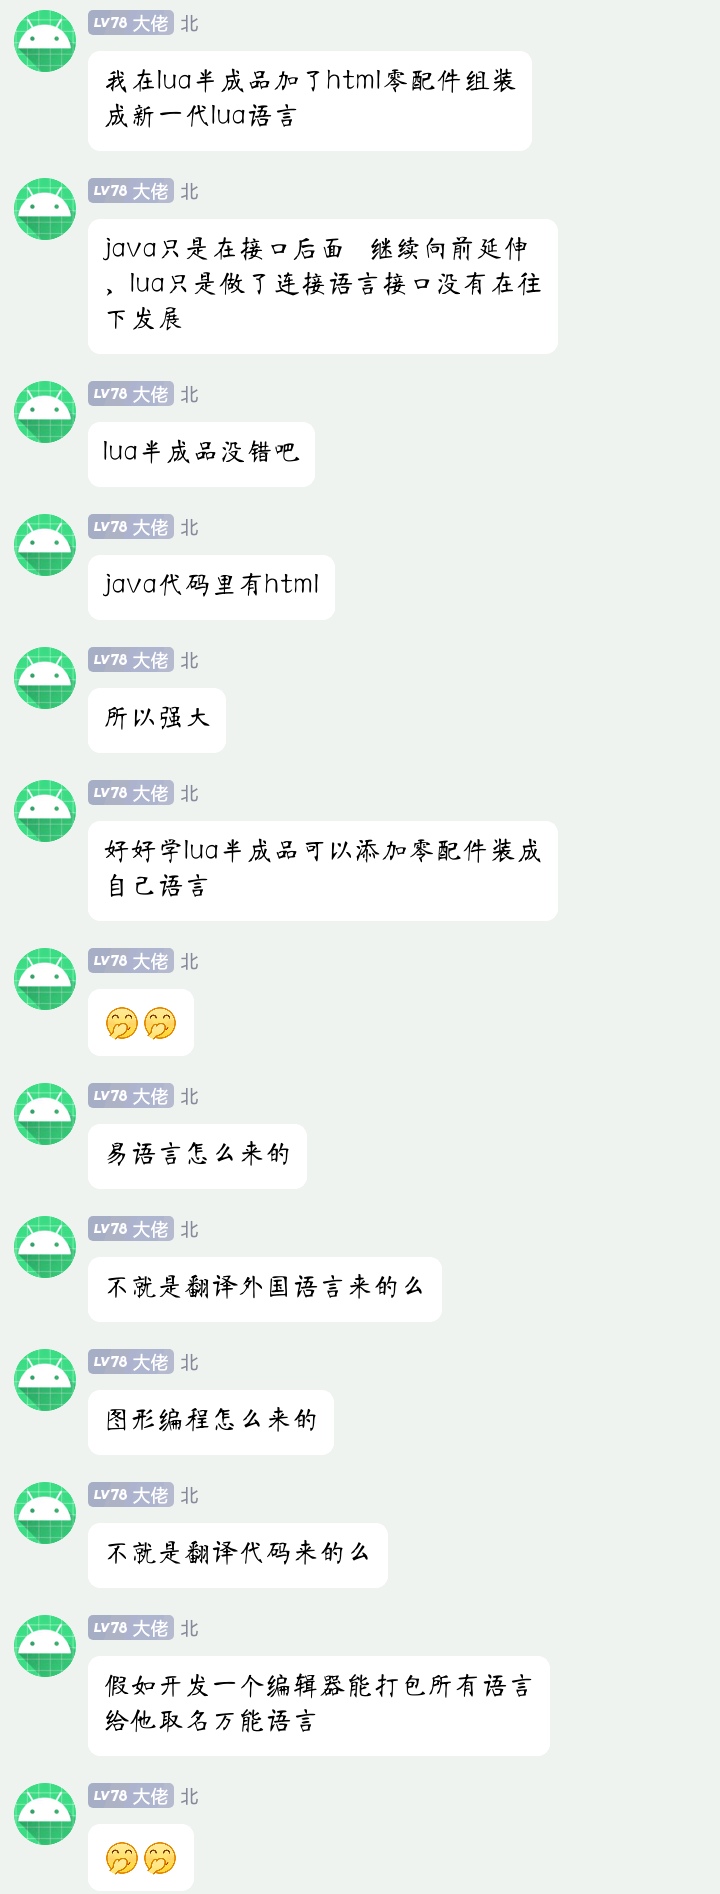 LV78 大佬 北
我在lua半成品加了html零配件组装
成新一代lua语言
LV78 大佬 北
java只是在接口后面 继续向前延伸
，lua只是做了连接语言接口没有在往
下发展
LV78 大佬 北
lua半成品没错吧
LV78 大佬 北
java代码里有html
LV78 大佬 北
所以强大
LV78 大佬 北
好好学lua半成品可以添加零配件装成
自己语言
LV78 大佬 北
🤭🤭
LV78 大佬 北
易语言怎么来的
LV78 大佬 北
不就是翻译外国语言来的么
LV78 大佬 北
图形编程怎么来的
LV78 大佬 北
不就是翻译代码来的么
LV78 大佬 北
假如开发一个编辑器能打包所有语言
给他取名万能语言
LV78 大佬 北
🤭🤭